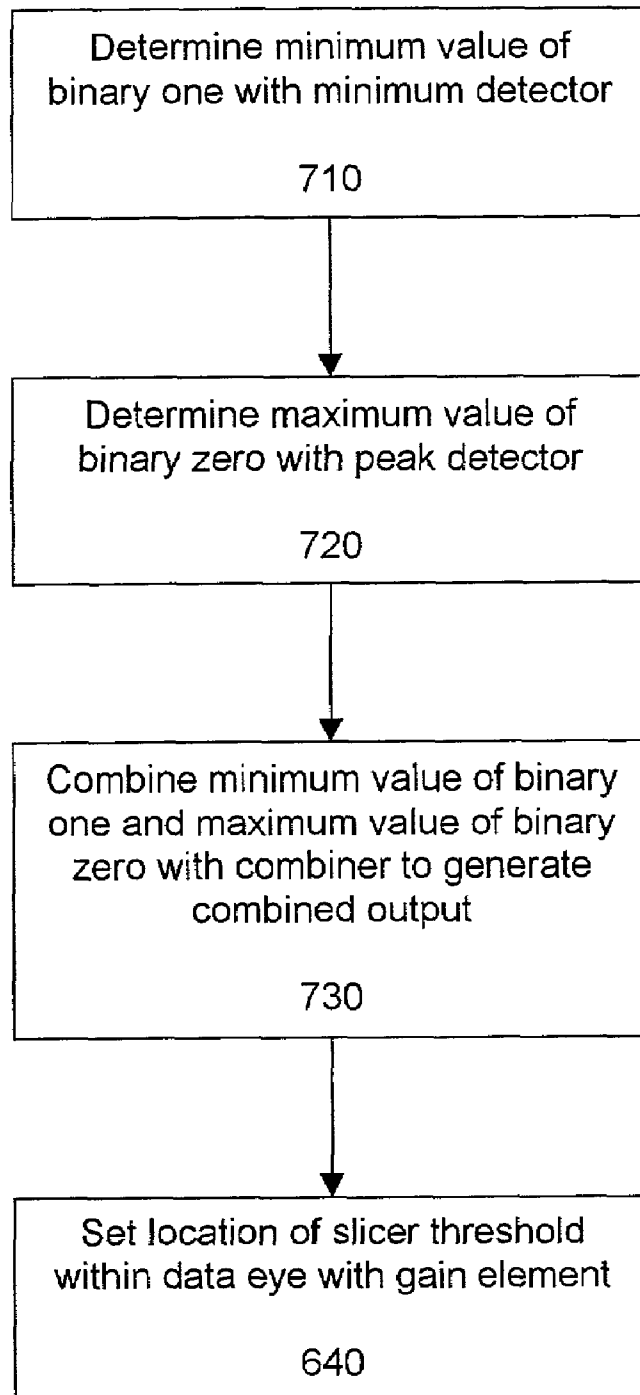 Determine minimum value of
binary one with minimum detector
710
Determine maximum value of
binary zero with peak detector
720
Combine minimum value of binary
one and maximum value of binary
zero with combiner to generate
combined output
730
Set location of slicer threshold
within data eye with gain element
640